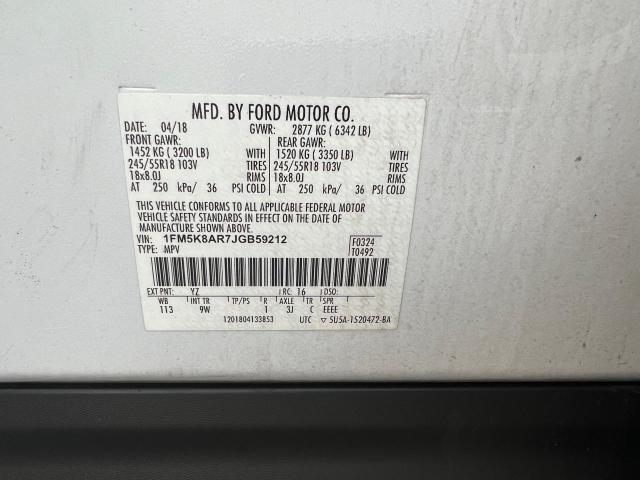 MFD. BY FORD MOTOR CO.
DATE: 04/18 GVWR: 2877 KG ( 6342 LB)
FRONT GAWR: REAR GAWR:
1452 KG ( 3200 LB) WITH 1520 KG ( 3350 LB) WITH
245/55R18 103V TIRES 245/55R18 103V TIRES
18x8.0J RIMS 18x8.0J RIMS
AT 250 kPa/ 36 PSI COLD AT 250 kPa/ 36 PSI COLD
THIS VEHICLE CONFORMS TO ALL APPLICABLE FEDERAL MOTOR
VEHICLE SAFETY STANDARDS IN EFFECT ON THE DATE OF
MANUFACTURE SHOWN ABOVE.
VIN: 1FM5K8AR7JGB59212 F0324
TYPE: MPV T0492
EXT PNT: YZ RC: 16 DSO:
WB INT TR TP/PS R AXLE TR SPR
113 9W 1 3J C EEEE
1201804133853 UTC ▽ 5U5A-1520472-BA